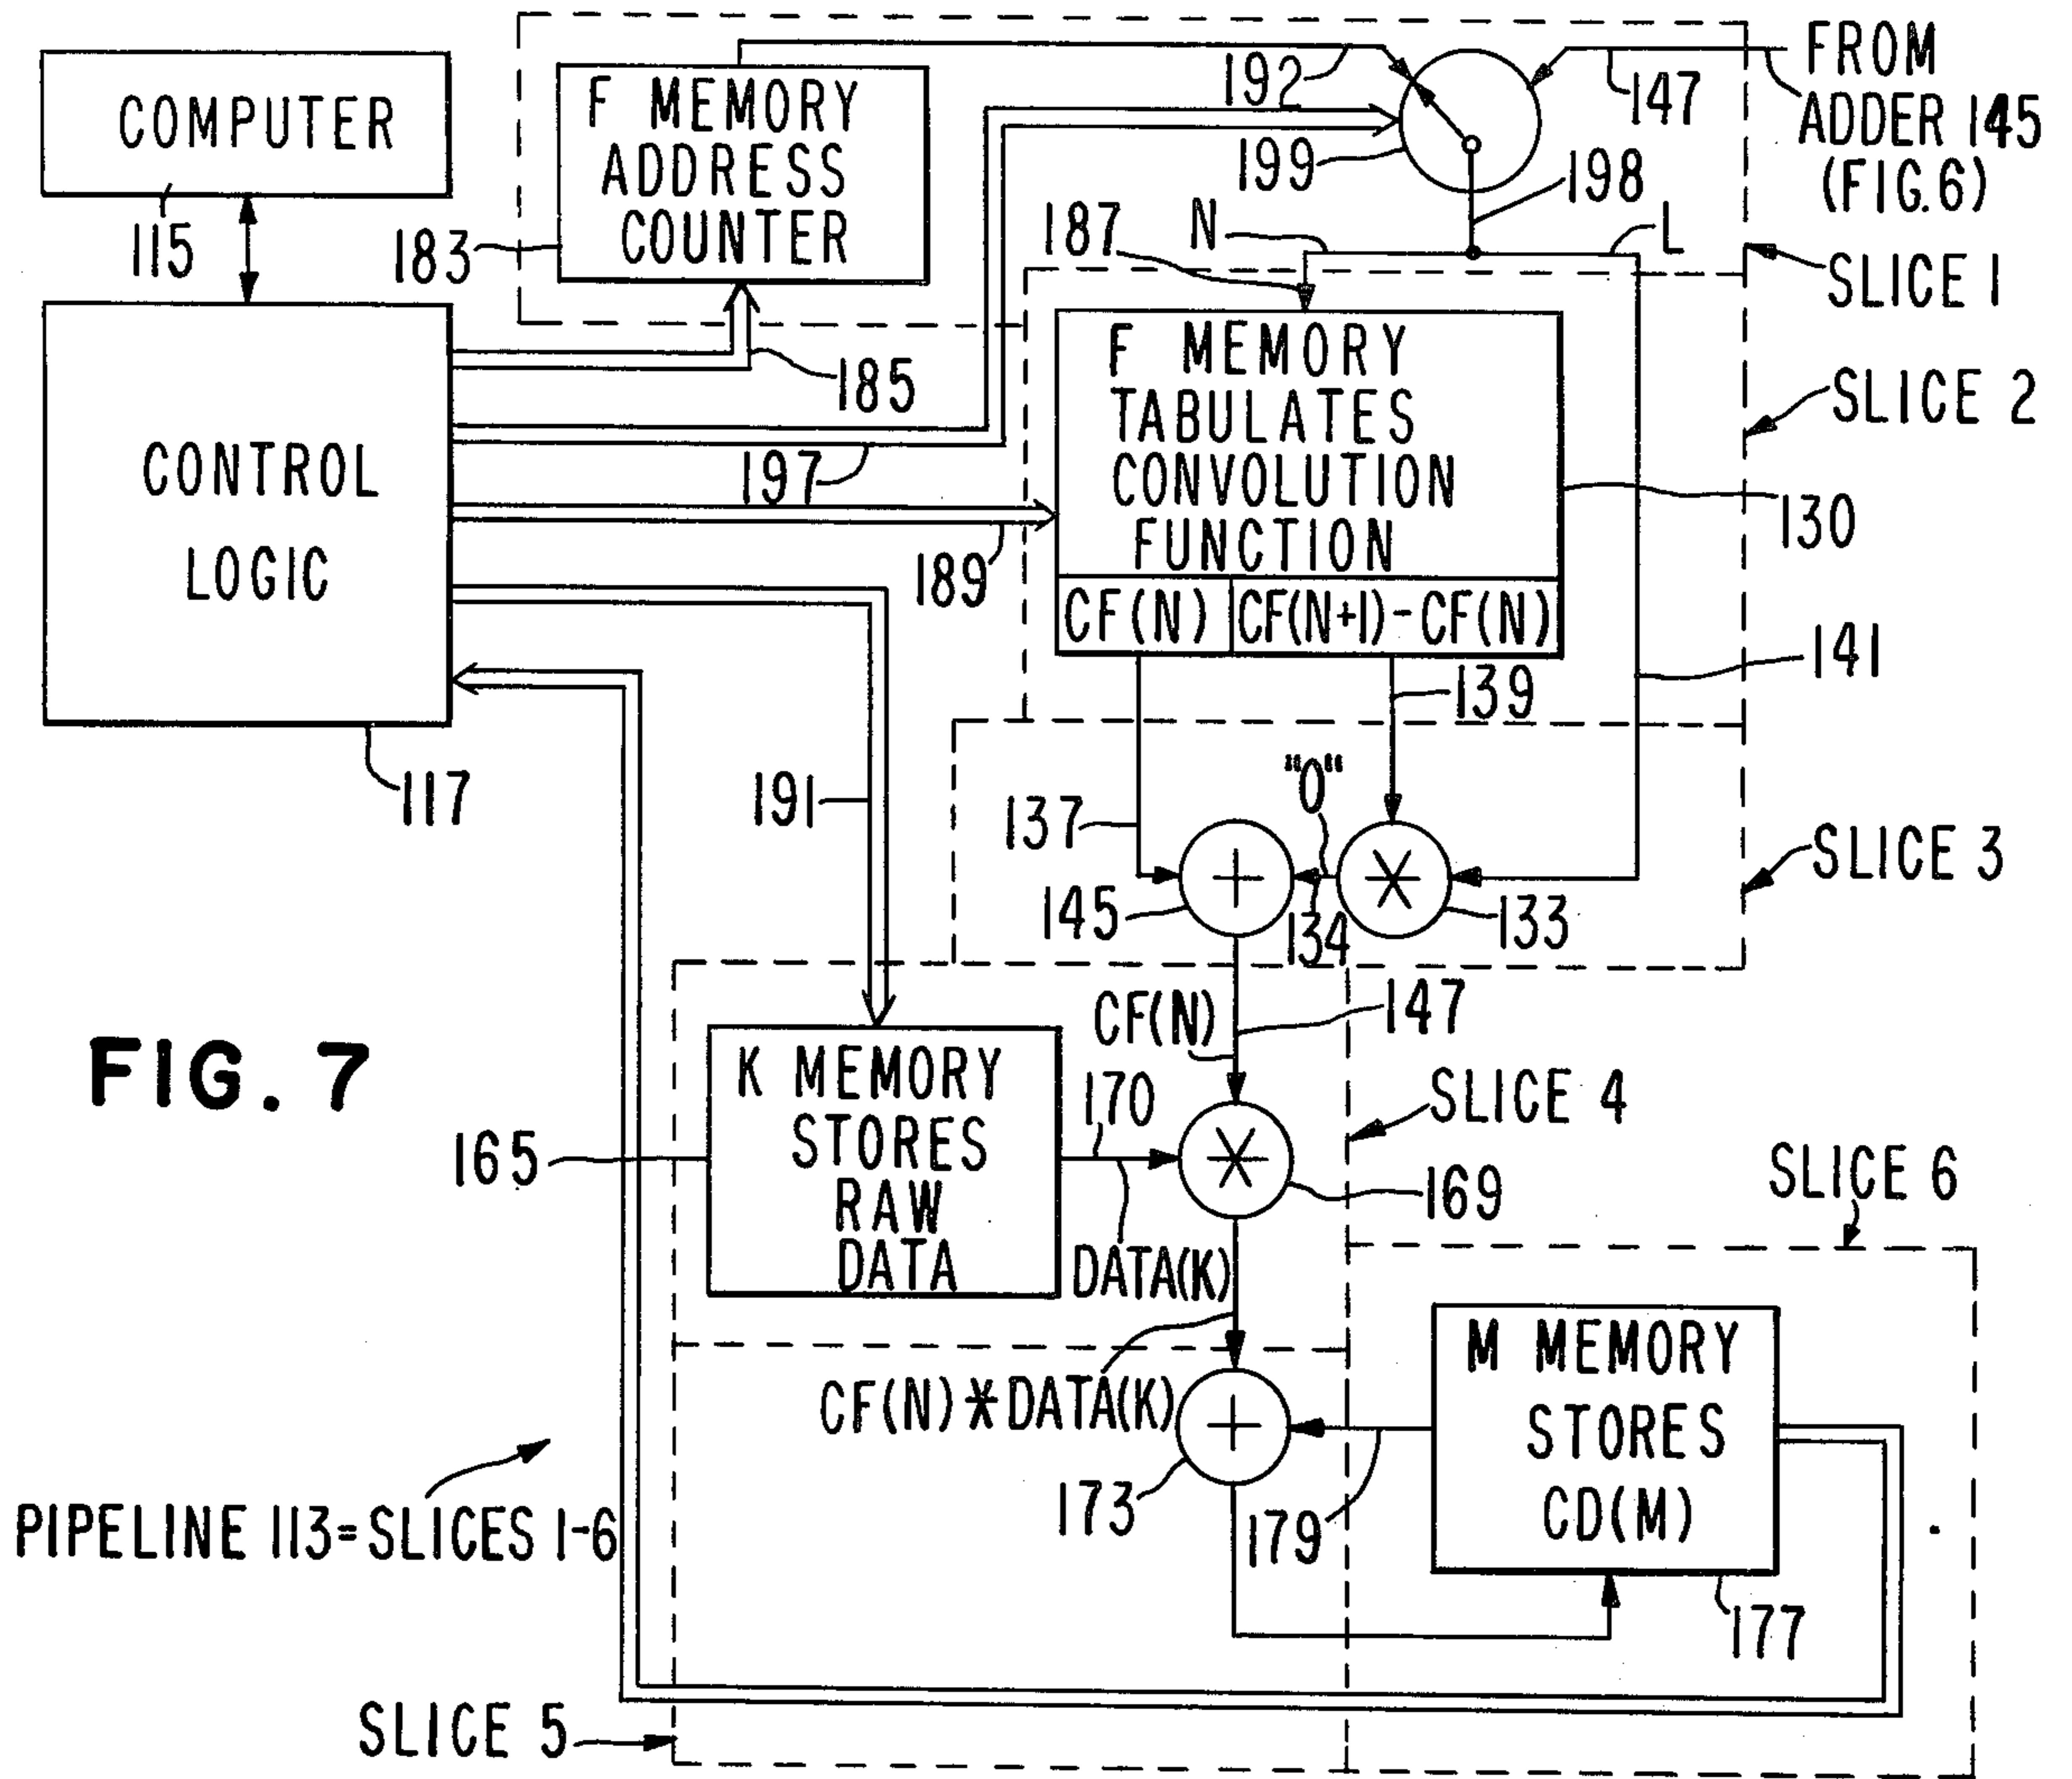 COMPUTER
115
F MEMORY
ADDRESS
COUNTER
183
192
199
147
FROM
ADDER 145
(FIG.6)
198
187
N
L
SLICE 1
SLICE 2
185
197
189
CONTROL
LOGIC
117
F MEMORY
TABULATES
CONVOLUTION
FUNCTION
CF(N)
CF(N+1)-CF(N)
130
141
139
191
137
"0"
145
134
133
SLICE 3
CF(N)
147
FIG. 7
K MEMORY
STORES
RAW
DATA
165
170
169
DATA(K)
SLICE 4
SLICE 6
CF(N)*DATA(K)
173
179
M MEMORY
STORES
CD(M)
177
PIPELINE 113=SLICES 1-6
SLICE 5